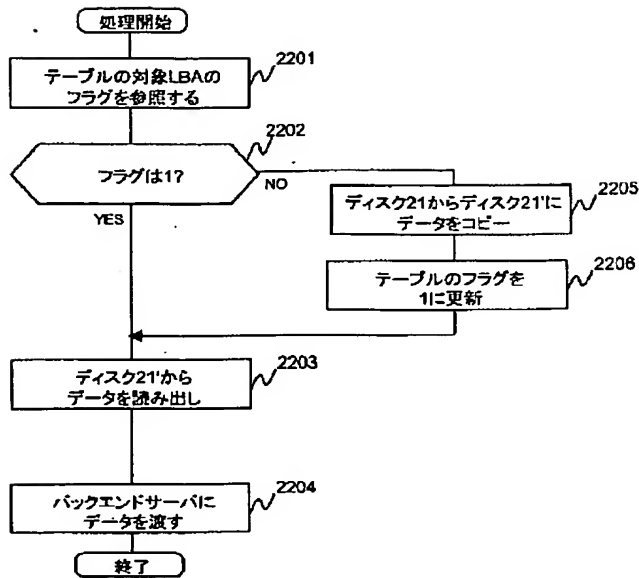 処理開始
テーブルの対象LBAの
フラグを参照する
2201
フラグは1?
2202
NO
YES
ディスク21からディスク21'に
データをコピー
2205
テーブルのフラグを
1に更新
2206
ディスク21'から
データを読み出し
2203
バックエンドサーバに
データを渡す
2204
終了